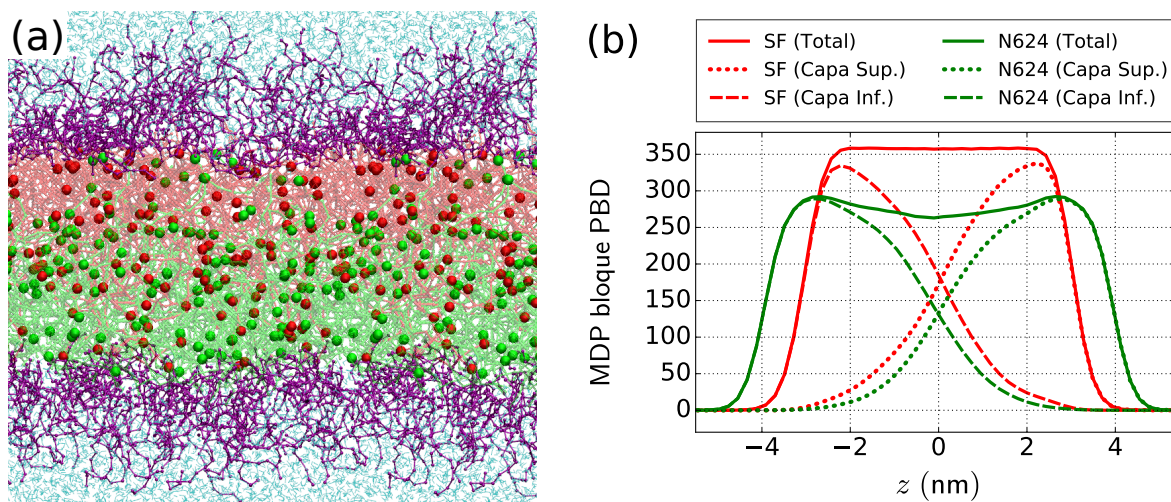 (a)
(b)
SF (Total)
SF (Capa Sup.)
SF (Capa Inf.)
N624 (Total)
N624 (Capa Sup.)
N624 (Capa Inf.)
MDP bloque PBD
350
300
250
200
150
100
50
0
−4 −2 0 2 4
z (nm)